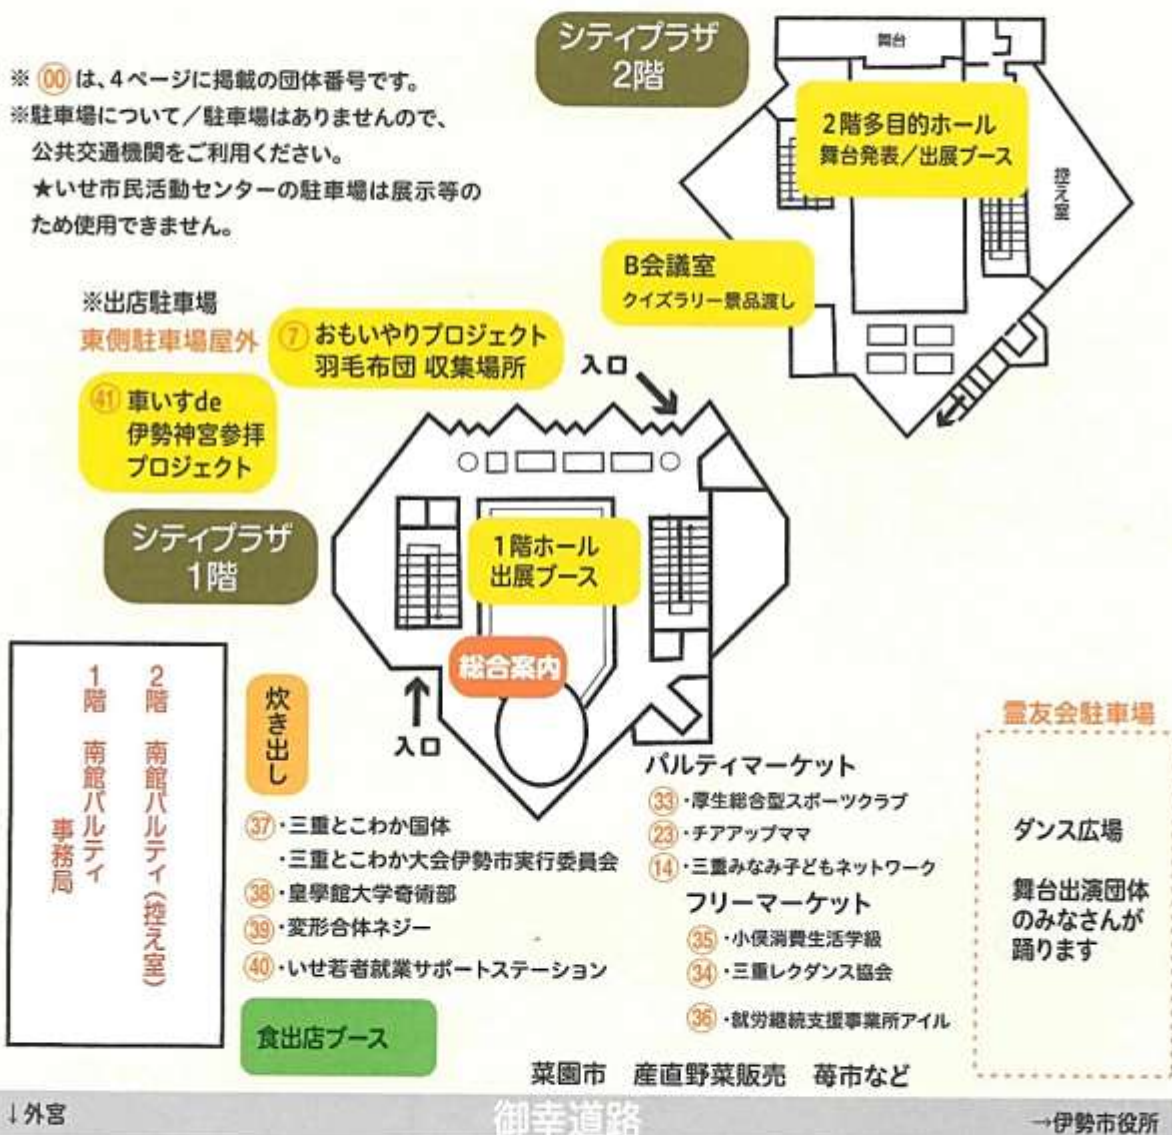 ※ 00 は、4ページに掲載の団体番号です。
※駐車場について／駐車場はありませんので、
公共交通機関をご利用ください。
★いせ市民活動センターの駐車場は展示等の
ため使用できません。
シティプラザ
2階
舞台
2階多目的ホール
舞台発表／出展ブース
控え室
B会議室
クイズラリー景品渡し
※出店駐車場
東側駐車場屋外
⑦ おもいやりプロジェクト
羽毛布団 収集場所
㊶ 車いすde
伊勢神宮参拝
プロジェクト
入口
シティプラザ
1階
1階ホール
出展ブース
総合案内
入口
2階 南館パルティ（控え室）
1階 南館パルティ
事務局
炊き出し
㊲・三重とこわか国体
・三重とこわか大会伊勢市実行委員会
㊳・皇學館大学奇術部
㊴・変形合体ネジー
㊵・いせ若者就業サポートステーション
食出店ブース
パルティマーケット
㉝・厚生総合型スポーツクラブ
㉓・チアアップママ
⑭・三重みなみ子どもネットワーク
フリーマーケット
㉟・小俣消費生活学級
㉞・三重レクダンス協会
㊱・就労継続支援事業所アイル
霊友会駐車場
ダンス広場
舞台出演団体
のみなさんが
踊ります
菜園市 産直野菜販売 苺市など
↓外宮
御幸道路
→伊勢市役所